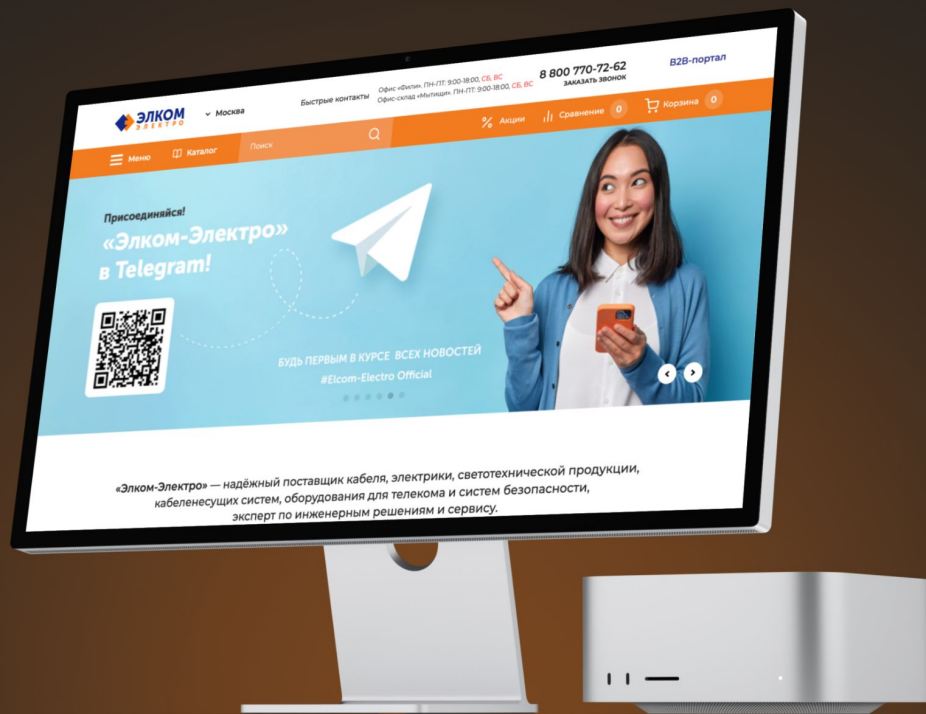 ЭЛКОМ
ЭЛЕКТРО
Москва
Быстрые контакты
Офис «Фили». ПН-ПТ: 9:00-18:00, СБ, ВС
Офис-склад «Мытищи». ПН-ПТ: 9:00-18:00, СБ, ВС
8 800 770-72-62
ЗАКАЗАТЬ ЗВОНОК
B2B-портал
Меню
Каталог
Поиск
Акции
Сравнение 0
Корзина 0
Присоединяйся!
«Элком-Электро»
в Telegram!
БУДЬ ПЕРВЫМ В КУРСЕ ВСЕХ НОВОСТЕЙ
#Elcom-Electro Official
«Элком-Электро» — надёжный поставщик кабеля, электрики, светотехнической продукции,
кабеленесущих систем, оборудования для телекома и систем безопасности,
эксперт по инженерным решениям и сервису.